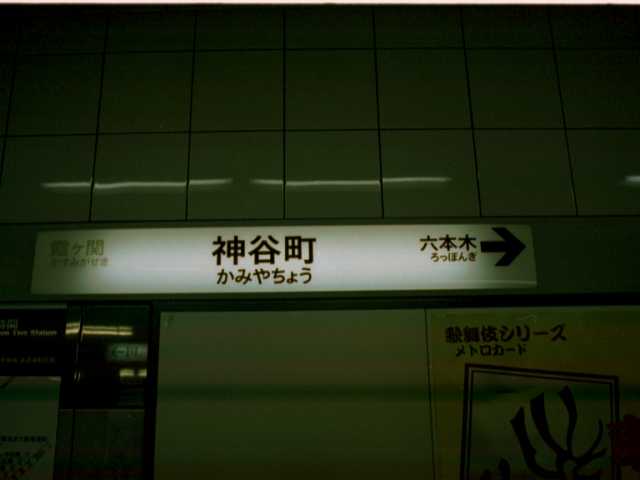 霞ケ関
かすみがせき
神谷町
かみやちょう
六本木
ろっぽんぎ
歌舞伎シリーズ
メトロカード